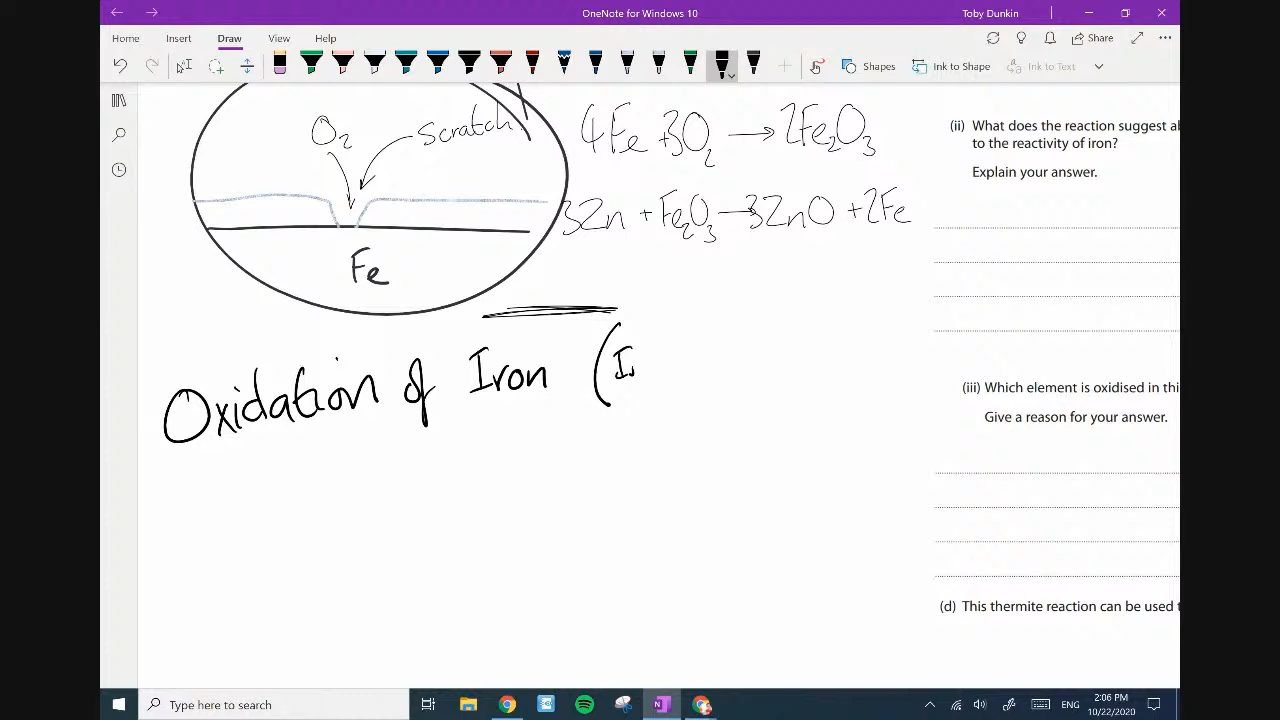 OneNote for Windows 10
Toby Dunkin
Home Insert Draw View Help
Share
Shapes
Ink to Shape
Ink to Text
O2
Scratch
4Fe + 3O2 → 2Fe2O3
3Zn + Fe2O3 → 3ZnO + 2Fe
Fe
Oxidation of Iron (I
(ii) What does the reaction suggest a
to the reactivity of iron?
Explain your answer.
(iii) Which element is oxidised in thi
Give a reason for your answer.
(d) This thermite reaction can be used
Type here to search
ENG
2:06 PM
10/22/2020